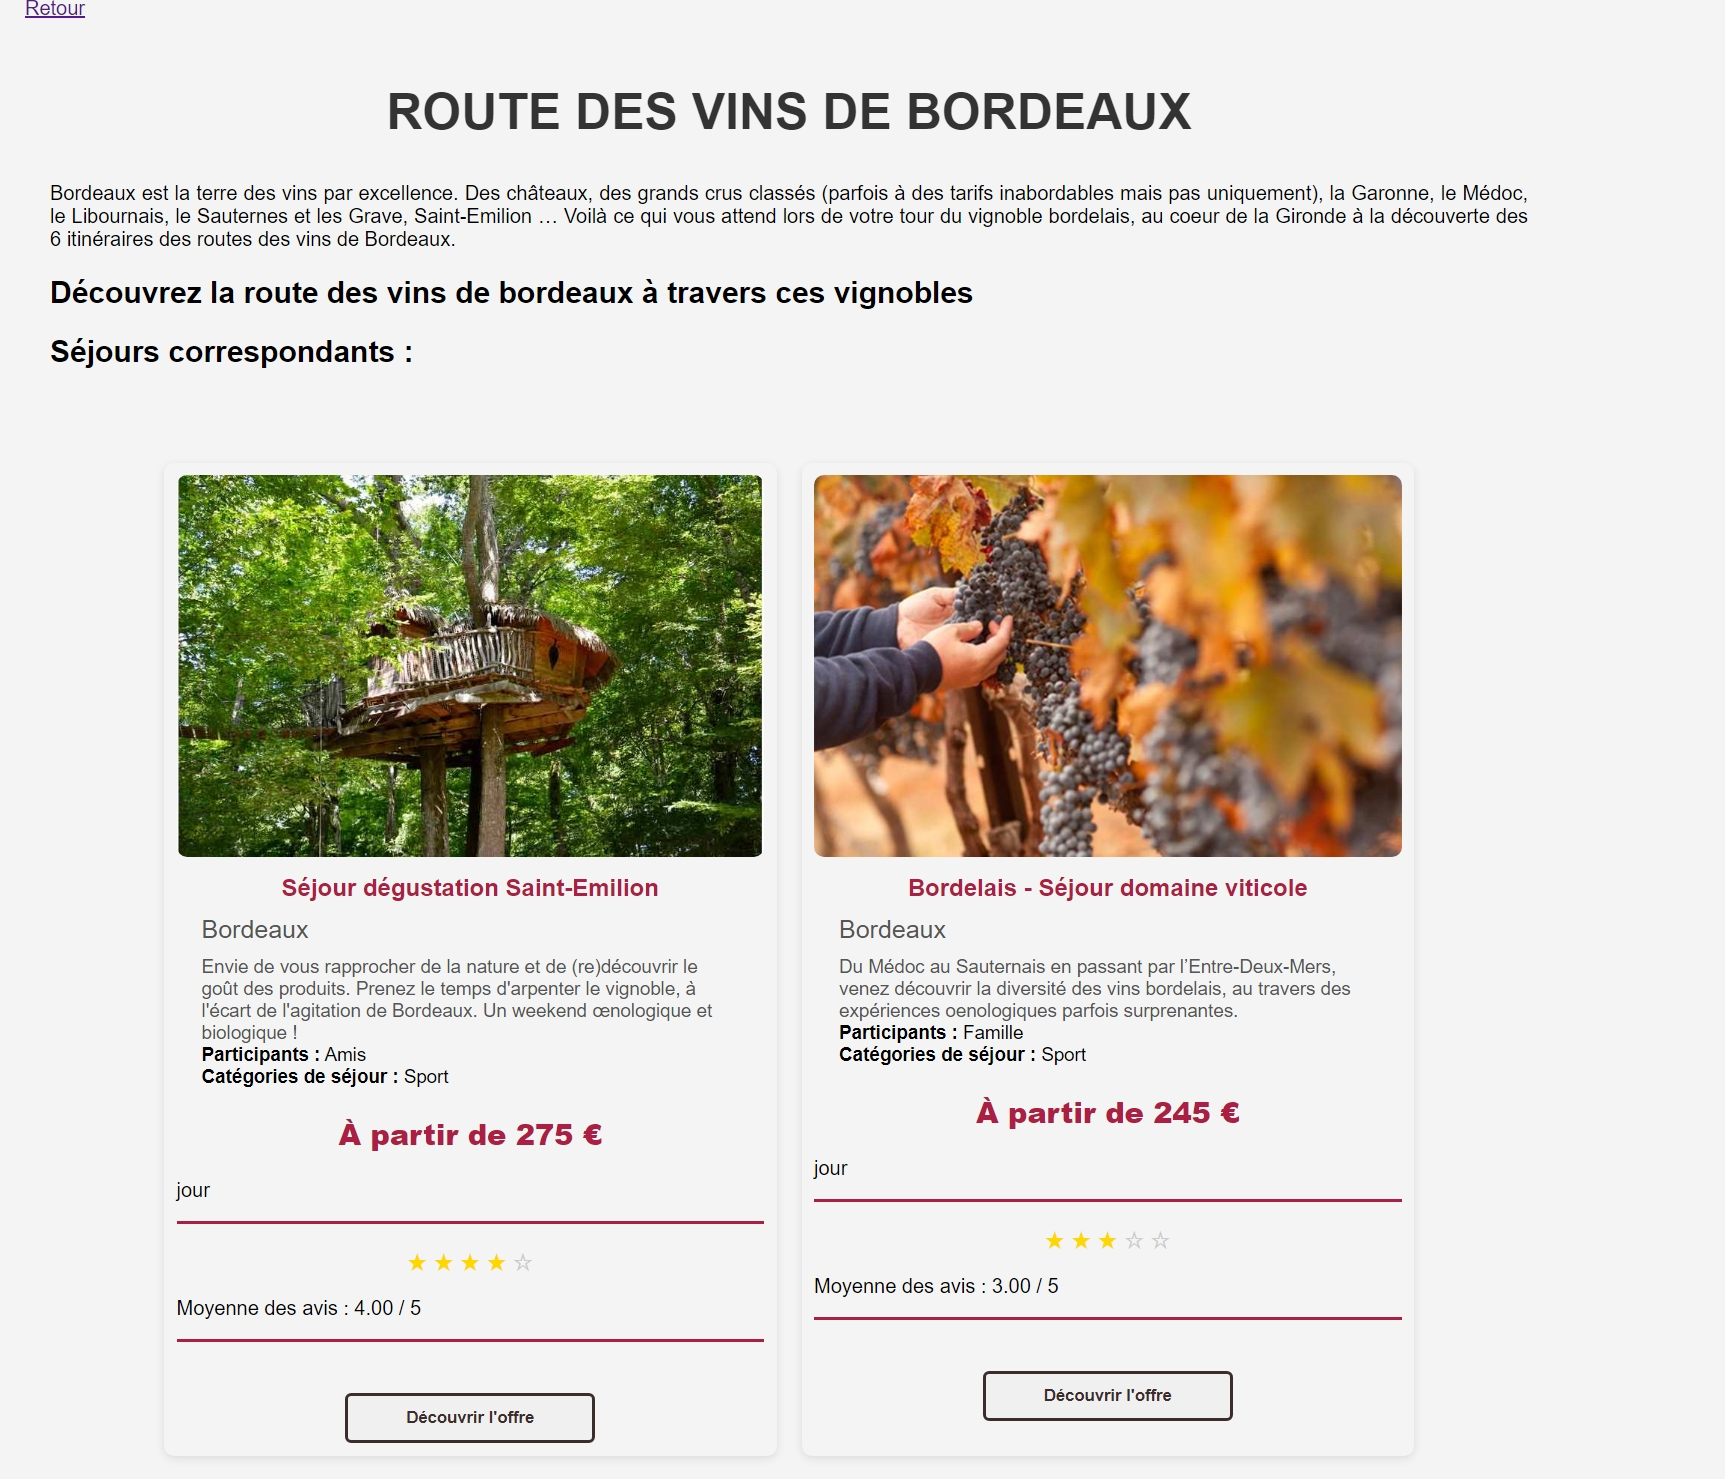 Retour
ROUTE DES VINS DE BORDEAUX
Bordeaux est la terre des vins par excellence. Des châteaux, des grands crus classés (parfois à des tarifs inabordables mais pas uniquement), la Garonne, le Médoc,
le Libournais, le Sauternes et les Grave, Saint-Emilion … Voilà ce qui vous attend lors de votre tour du vignoble bordelais, au coeur de la Gironde à la découverte des
6 itinéraires des routes des vins de Bordeaux.
Découvrez la route des vins de bordeaux à travers ces vignobles
Séjours correspondants :
Séjour dégustation Saint-Emilion
Bordeaux
Envie de vous rapprocher de la nature et de (re)découvrir le
goût des produits. Prenez le temps d'arpenter le vignoble, à
l'écart de l'agitation de Bordeaux. Un weekend œnologique et
biologique !
Participants : Amis
Catégories de séjour : Sport
À partir de 275 €
jour
★ ★ ★ ★ ☆
Moyenne des avis : 4.00 / 5
Découvrir l'offre
Bordelais - Séjour domaine viticole
Bordeaux
Du Médoc au Sauternais en passant par l’Entre-Deux-Mers,
venez découvrir la diversité des vins bordelais, au travers des
expériences oenologiques parfois surprenantes.
Participants : Famille
Catégories de séjour : Sport
À partir de 245 €
jour
★ ★ ★ ☆ ☆
Moyenne des avis : 3.00 / 5
Découvrir l'offre